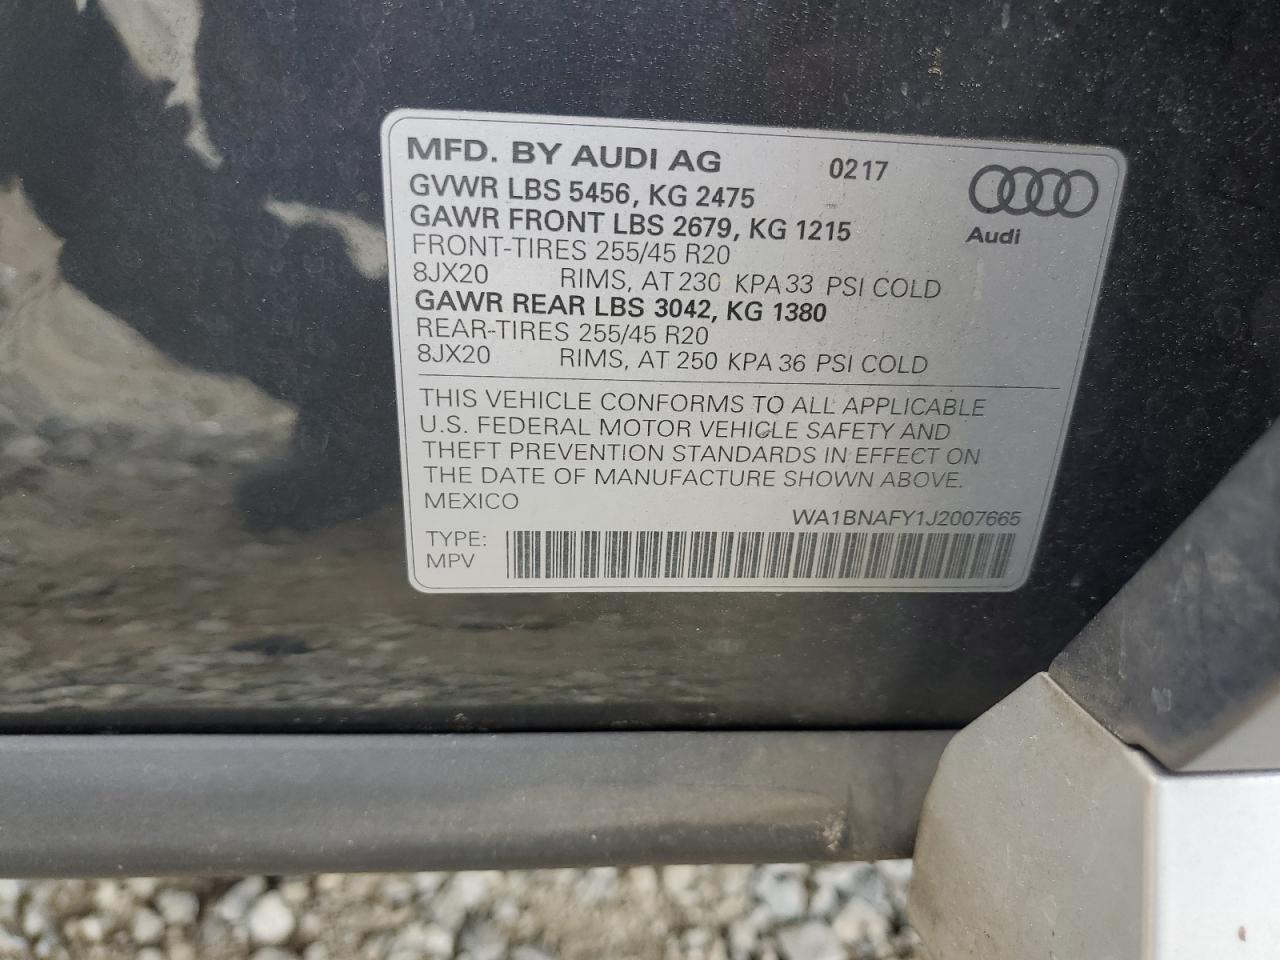 MFD. BY AUDI AG 0217
GVWR LBS 5456, KG 2475
GAWR FRONT LBS 2679, KG 1215
Audi
FRONT-TIRES 255/45 R20
8JX20 RIMS, AT 230 KPA 33 PSI COLD
GAWR REAR LBS 3042, KG 1380
REAR-TIRES 255/45 R20
8JX20 RIMS, AT 250 KPA 36 PSI COLD
THIS VEHICLE CONFORMS TO ALL APPLICABLE
U.S. FEDERAL MOTOR VEHICLE SAFETY AND
THEFT PREVENTION STANDARDS IN EFFECT ON
THE DATE OF MANUFACTURE SHOWN ABOVE.
MEXICO
WA1BNAFY1J2007665
TYPE:
MPV